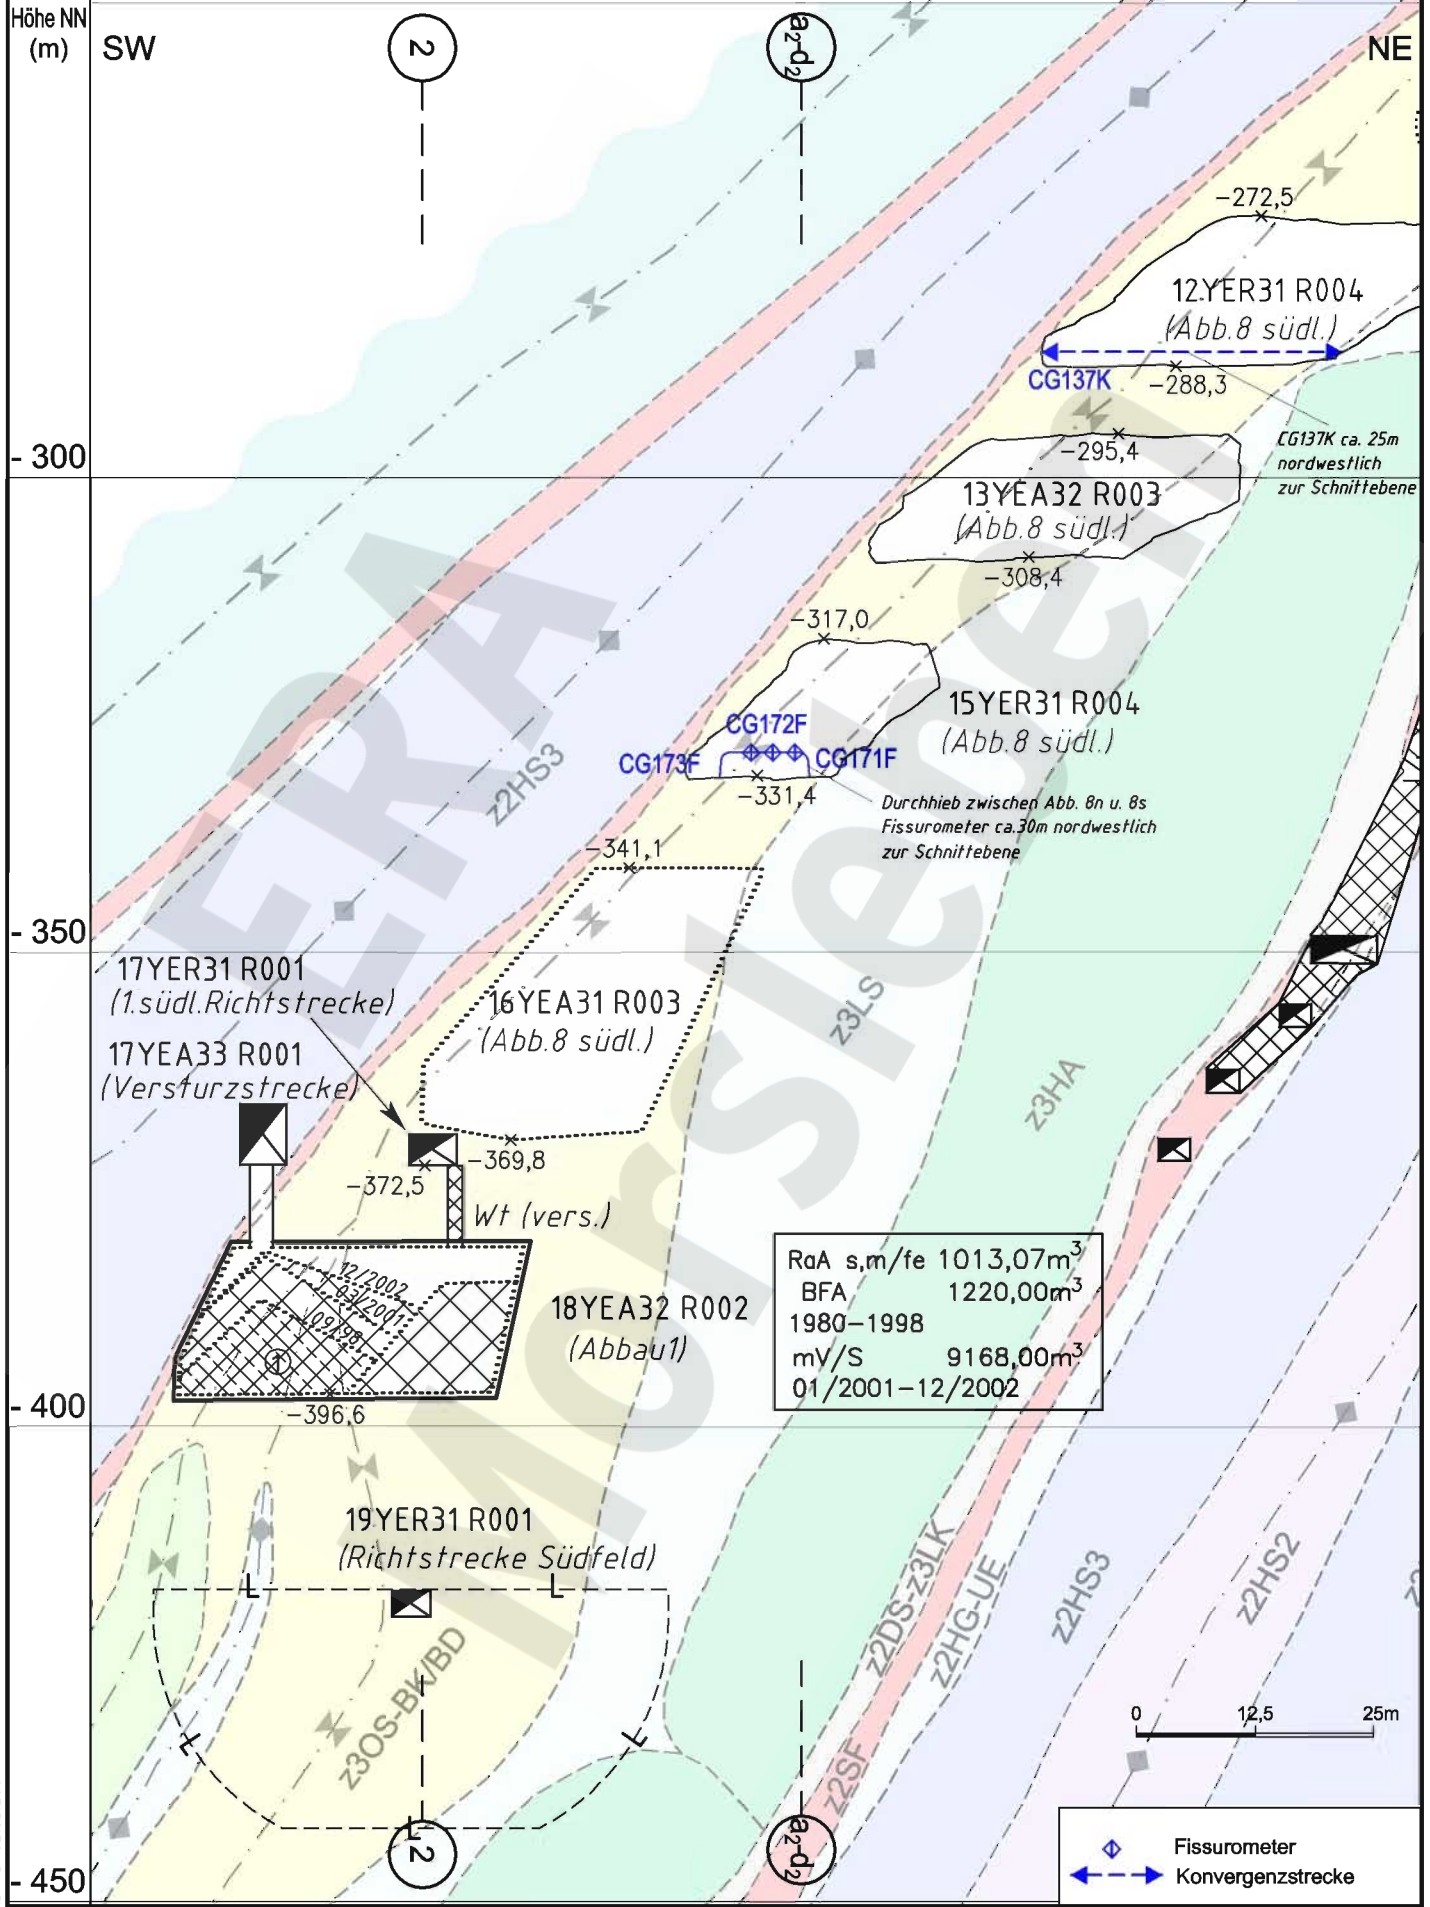 Höhe NN
(m)
SW
2
a2-d2
NE
-272,5
12YER31 R004
(Abb.8 südl.)
CG137K
-288,3
CG137K ca. 25m
nordwestlich
zur Schnittebene
- 300
-295,4
13YEA32 R003
(Abb.8 südl.)
-308,4
-317,0
15YER31 R004
(Abb.8 südl.)
CG172F
CG173F
CG171F
-331,4
Durchhieb zwischen Abb. 8n u. 8s
Fissurometer ca.30m nordwestlich
zur Schnittebene
z2HS3
-341,1
- 350
17YER31 R001
(1.südl.Richtstrecke)
16YEA31 R003
(Abb.8 südl.)
z3LS
17YEA33 R001
(Versturzstrecke)
z3HA
-369,8
-372,5
Wt (vers.)
12/2002
03/2001
09/98
1
18YEA32 R002
(Abbau1)
RaA s,m/fe 1013,07m³
BFA 1220,00m³
1980-1998
mV/S 9168,00m³
01/2001-12/2002
- 400
-396,6
19YER31 R001
(Richtstrecke Südfeld)
L
L
L
L
L
z3OS-BK/BD
z2DS-z3LK
z2HG-UE
z2HS3
z2HS2
z2SF
0 12,5 25m
2
a2-d2
- 450
Fissurometer
Konvergenzstrecke
ERA Morsleben